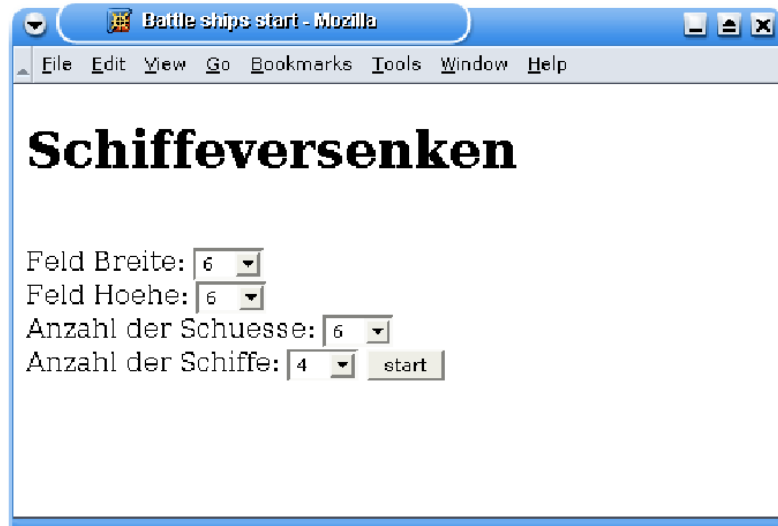 Battle ships start - Mozilla
File Edit View Go Bookmarks Tools Window Help
Schiffeversenken
Feld Breite: 6
Feld Hoehe: 6
Anzahl der Schuesse: 6
Anzahl der Schiffe: 4 start